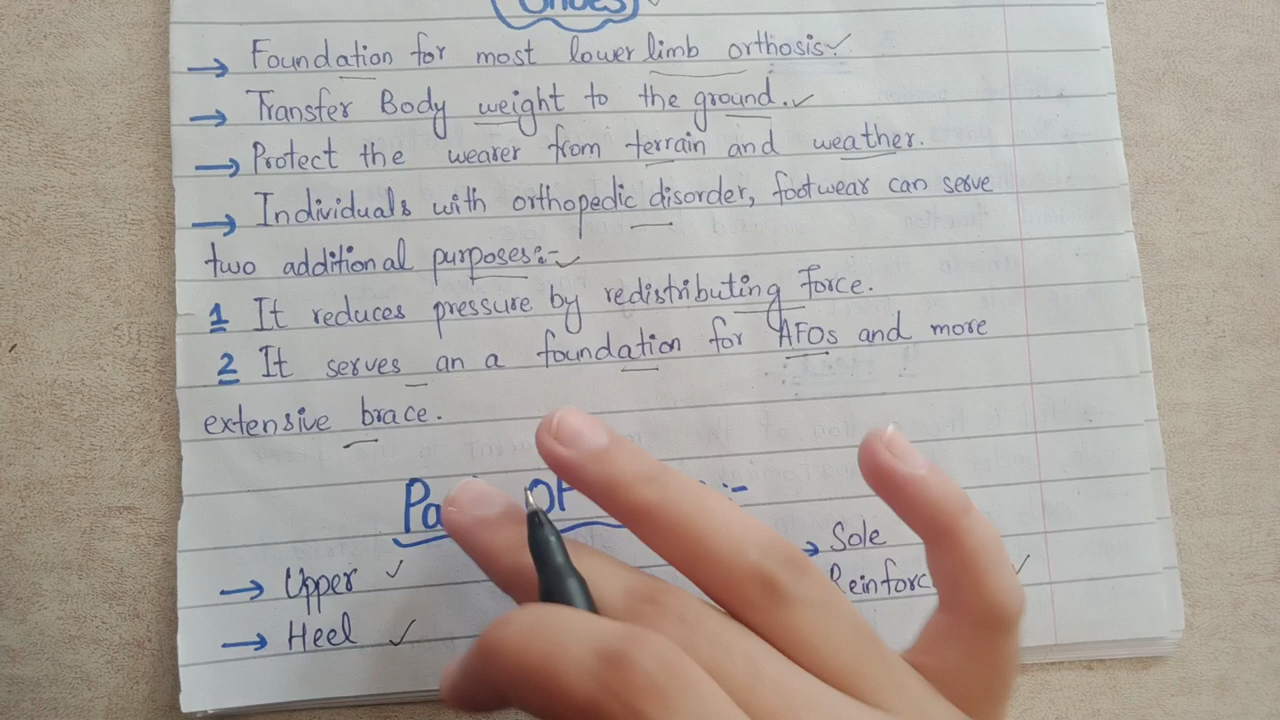 Shoes
→ Foundation for most lower limb orthosis
→ Transfer Body weight to the ground.
→ Protect the wearer from terrain and weather.
→ Individuals with orthopedic disorder, footwear can serve
two additional purposes:-
1 It reduces pressure by redistributing force.
2 It serves an a foundation for AFOs and more
extensive brace.
Of :-
→ Upper → Sole
→ Heel